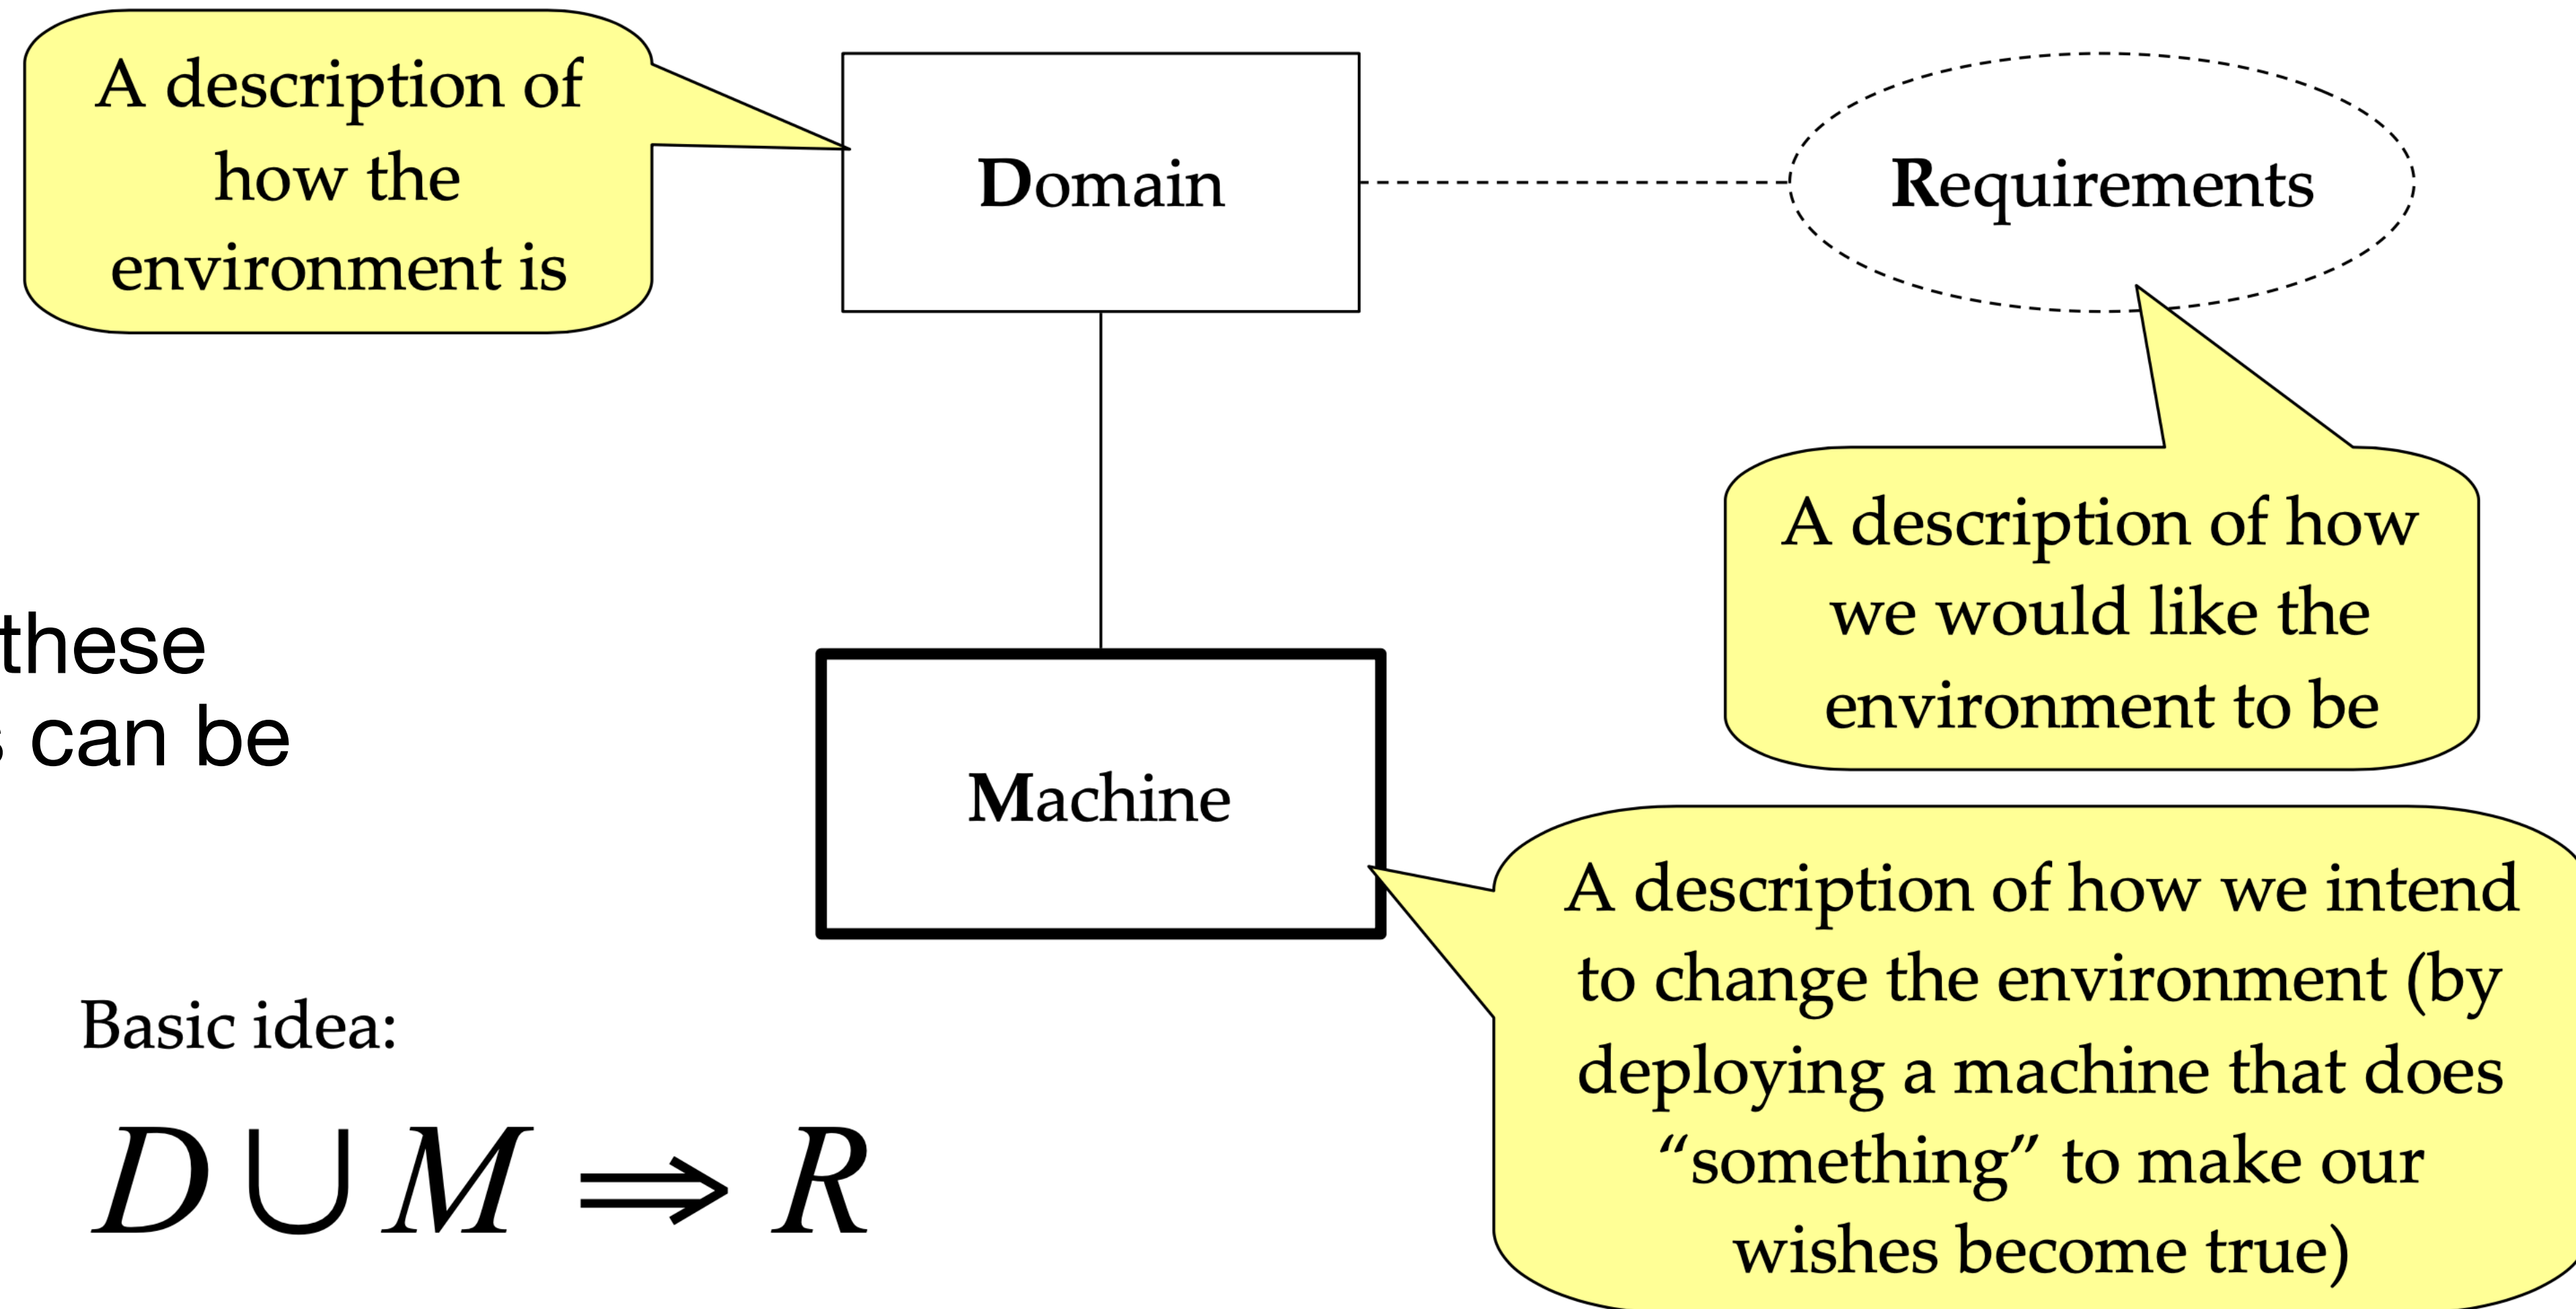 A description of
how the
environment is
Domain
Requirements
A description of how
we would like the
environment to be
these
s can be
Machine
A description of how we intend
to change the environment (by
deploying a machine that does
“something” to make our
wishes become true)
Basic idea:
D ∪ M ⇒ R